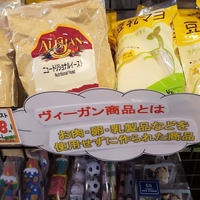 ALISHAN
ニュートリショナルイースト
Nutritional Yeast
ヴィーガン商品とは
お肉・卵・乳製品などを
使用せずに作られた商品